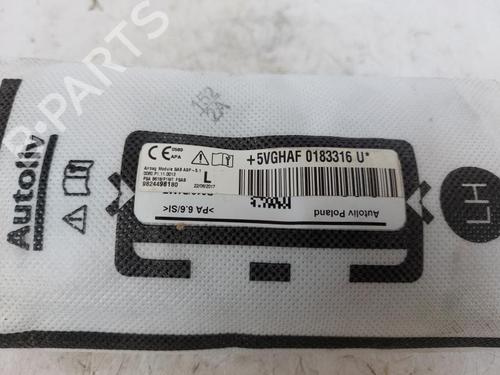 B-PARTS
Autoliv
CE 0589
APA
Airbag Module SAB ASP - 5.1
9824498180
L
22/06/2017
+5VGHAF 0183316 U*
Autoliv Poland
>PA 6.6/SI<
LH